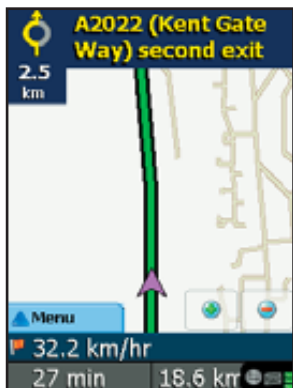 A2022 (Kent Gate
Way) second exit
2.5
km
Menu
32.2 km/hr
27 min
18.6 km